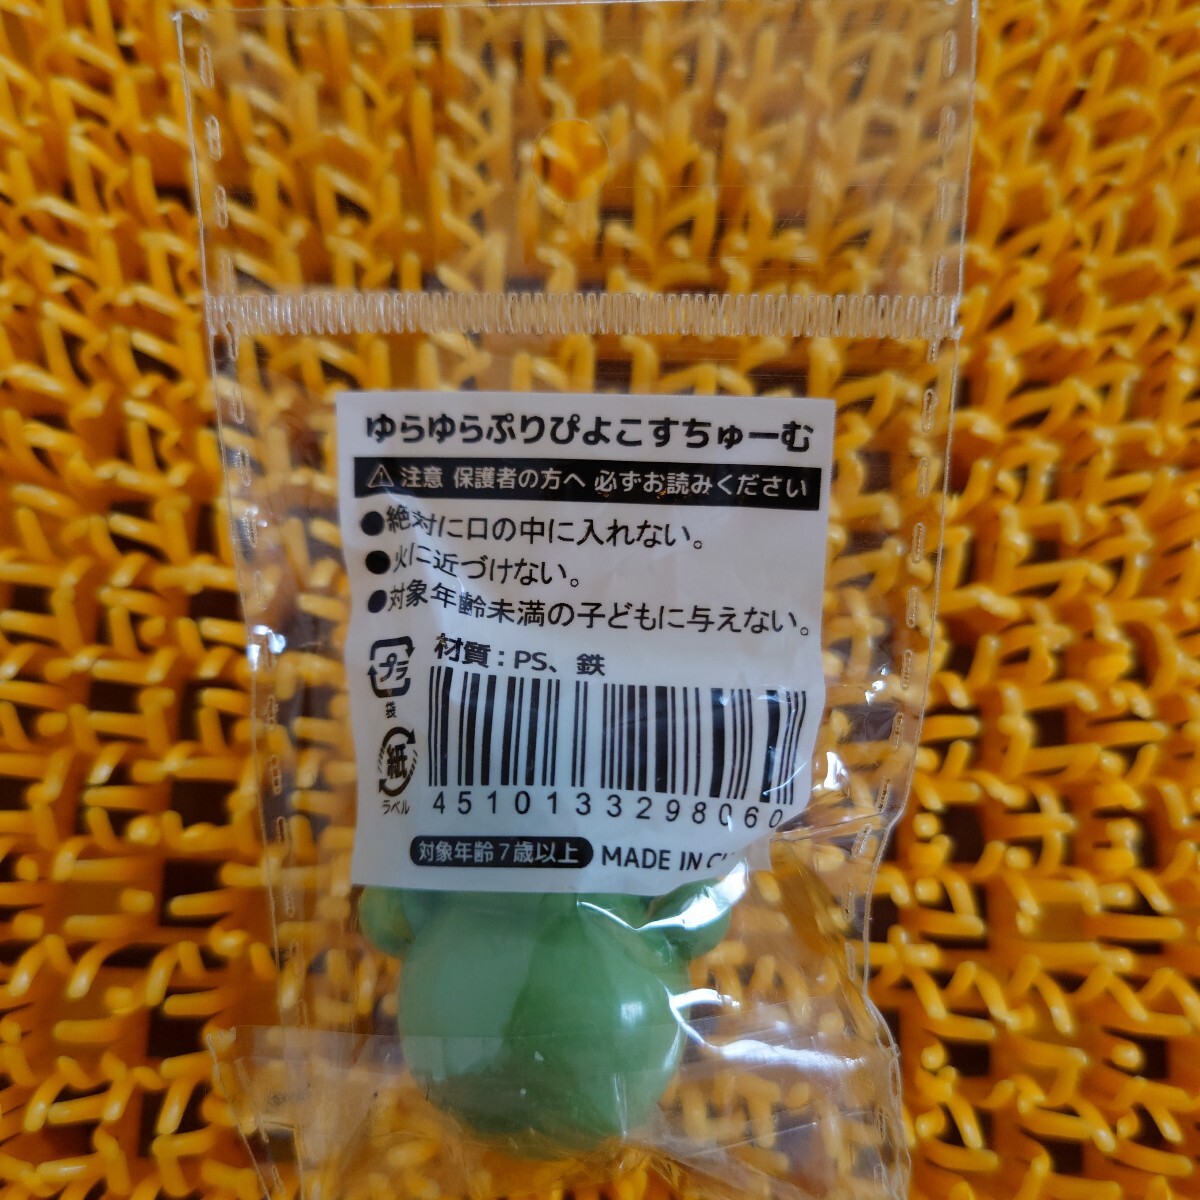 ゆらゆらぷりぴよこすちゅーむ
⚠ 注意 保護者の方へ 必ずお読みください
●絶対に口の中に入れない。
●火に近づけない。
●対象年齢未満の子どもに与えない。
材質：PS、鉄
プラ
袋
紙
ラベル
4510133298060
対象年齢7歳以上 MADE IN